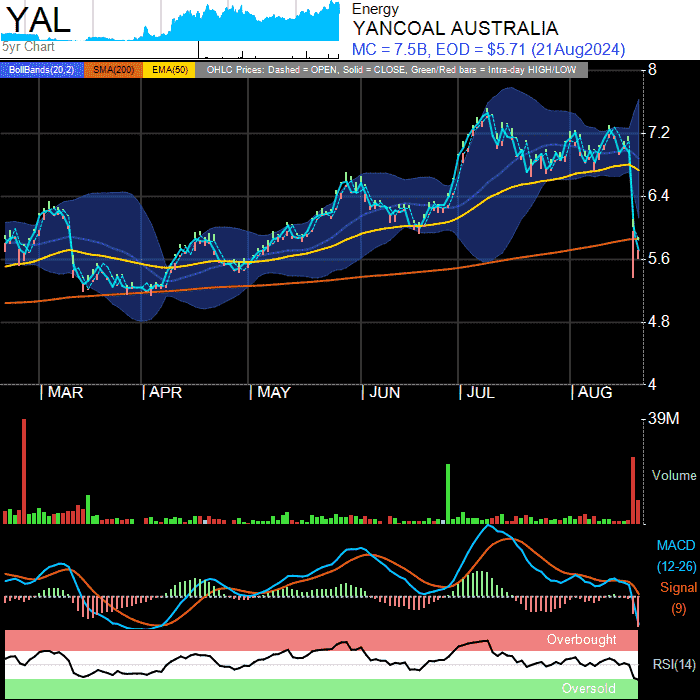 YAL
5yr Chart
Energy
YANCOAL AUSTRALIA
MC = 7.5B, EOD = $5.71 (21Aug2024)
BollBands(20,2) SMA(200) EMA(50) OHLC Prices: Dashed = OPEN, Solid = CLOSE, Green/Red bars = Intra-day HIGH/LOW
8
7.2
6.4
5.6
4.8
4
MAR APR MAY JUN JUL AUG
39M
Volume
MACD
(12-26)
Signal
(9)
Overbought
RSI(14)
Oversold